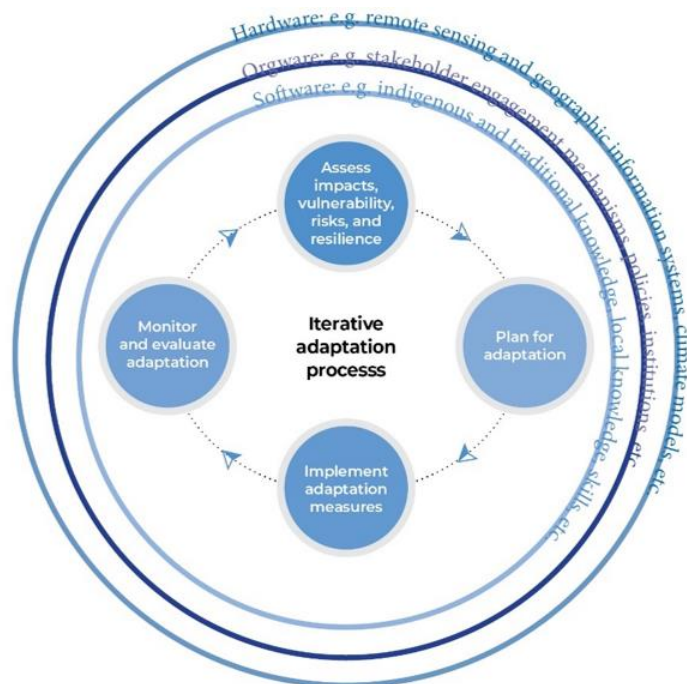 Hardware: e.g. remote sensing and geographic information systems, climate models, etc.
Orgware: e.g. stakeholder engagement mechanisms, policies, institutions, etc
Software: e.g. indigenous and traditional knowledge, local knowledge, skills, etc.
Assess
impacts,
vulnerability,
risks, and
resilience
Monitor
and evaluate
adaptation
Iterative
adaptation
processs
Plan for
adaptation
Implement
adaptation
measures